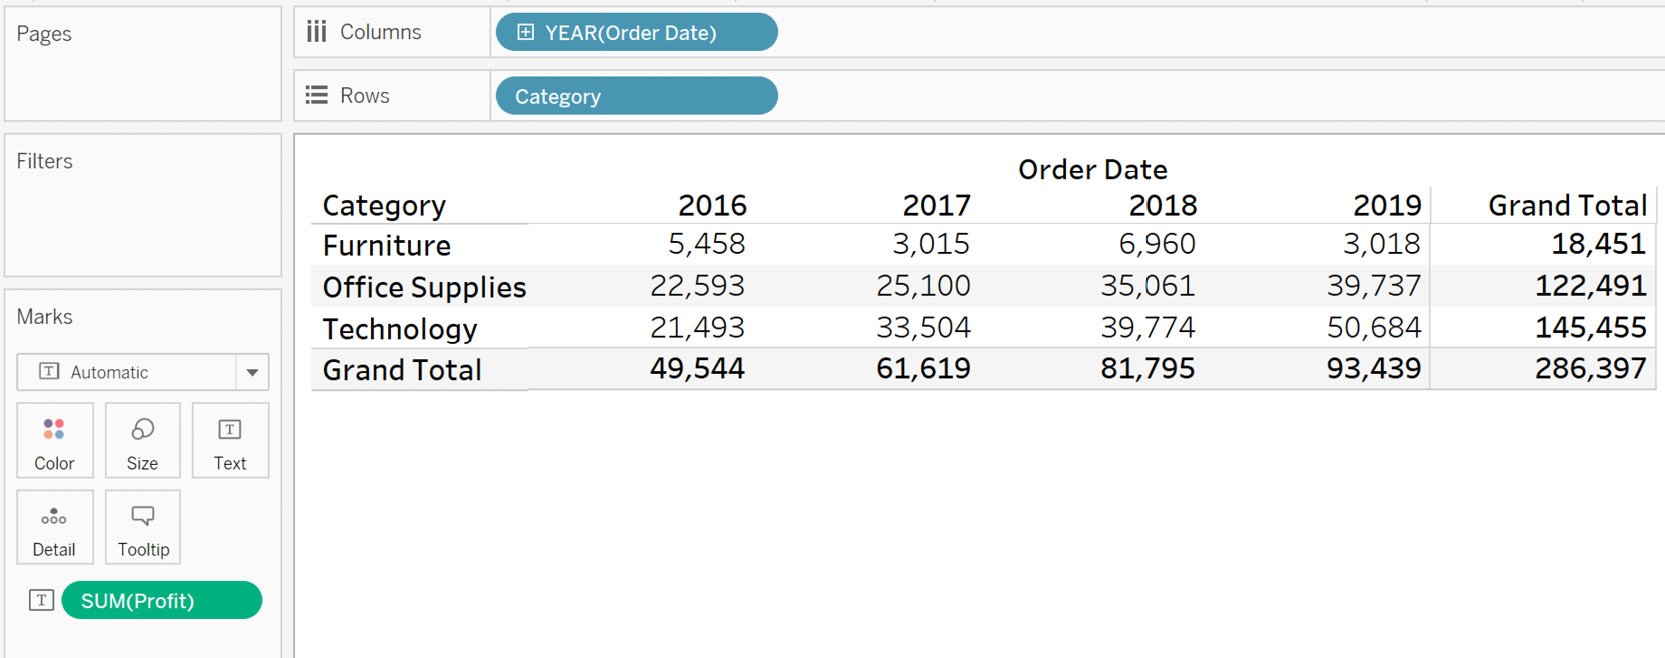 Pages
Columns
YEAR(Order Date)
Rows
Category
Filters
Marks
Automatic
Color Size Text
Detail Tooltip
SUM(Profit)
Order Date
Category 2016 2017 2018 2019 Grand Total
Furniture 5,458 3,015 6,960 3,018 18,451
Office Supplies 22,593 25,100 35,061 39,737 122,491
Technology 21,493 33,504 39,774 50,684 145,455
Grand Total 49,544 61,619 81,795 93,439 286,397